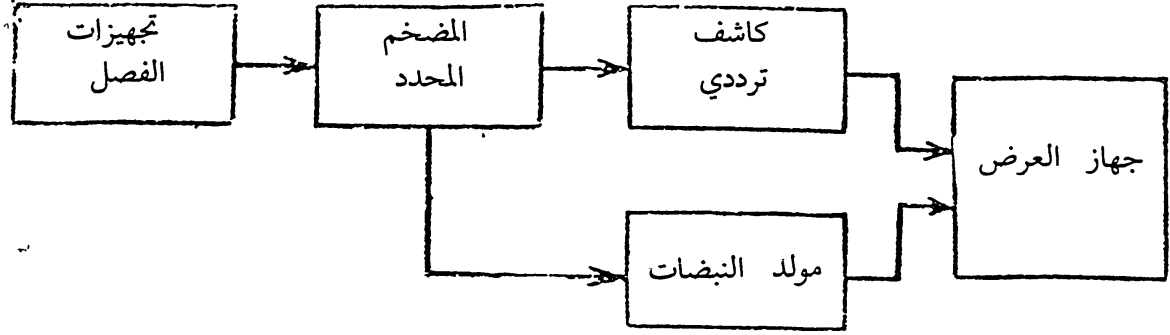 تجهيزات
الفصل
المضخم
المحدد
كاشف
ترددي
جهاز العرض
مولد النبضات